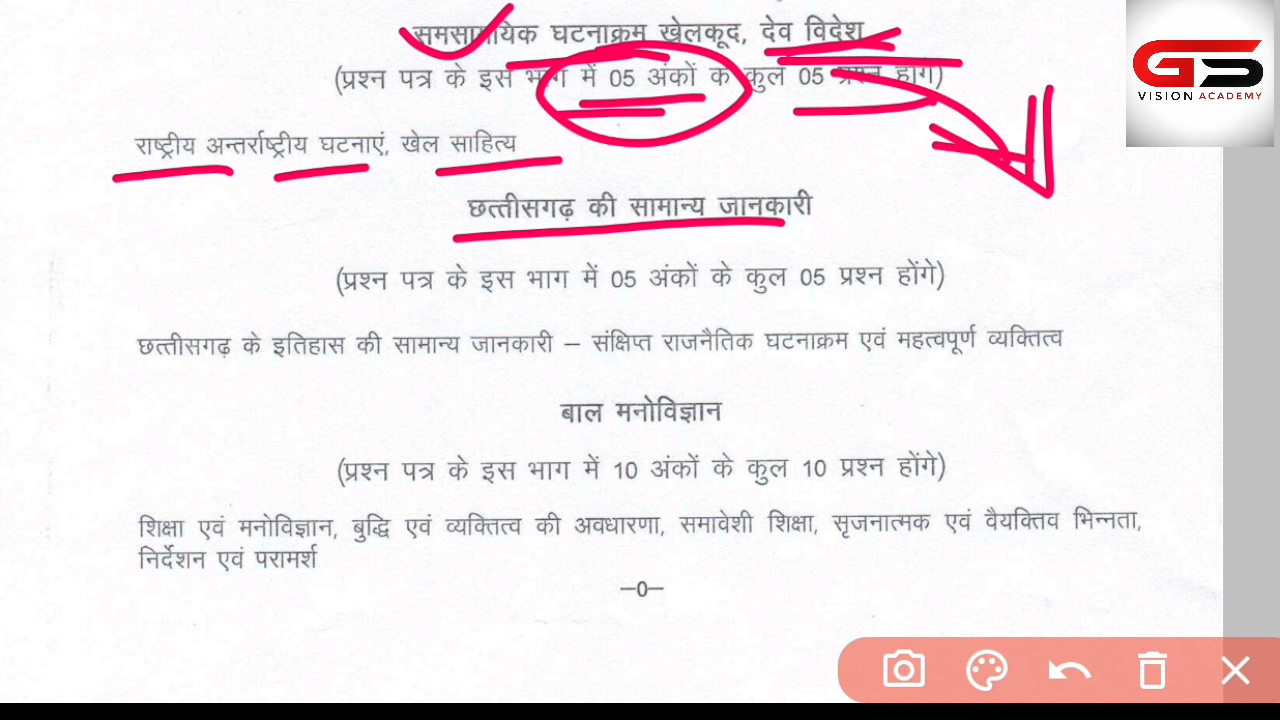 समसामयिक घटनाक्रम खेलकूद, देव विदेश
(प्रश्न पत्र के इस भाग में 05 अंकों के कुल 05 प्रश्न होंगे)
GS
VISION ACADEMY
राष्ट्रीय अन्तर्राष्ट्रीय घटनाएं, खेल साहित्य
छत्तीसगढ़ की सामान्य जानकारी
(प्रश्न पत्र के इस भाग में 05 अंकों के कुल 05 प्रश्न होंगे)
छत्तीसगढ़ के इतिहास की सामान्य जानकारी – संक्षिप्त राजनैतिक घटनाक्रम एवं महत्वपूर्ण व्यक्तित्व
बाल मनोविज्ञान
(प्रश्न पत्र के इस भाग में 10 अंकों के कुल 10 प्रश्न होंगे)
शिक्षा एवं मनोविज्ञान, बुद्धि एवं व्यक्तित्व की अवधारणा, समावेशी शिक्षा, सृजनात्मक एवं वैयक्तिव भिन्नता,
निर्देशन एवं परामर्श
—0—